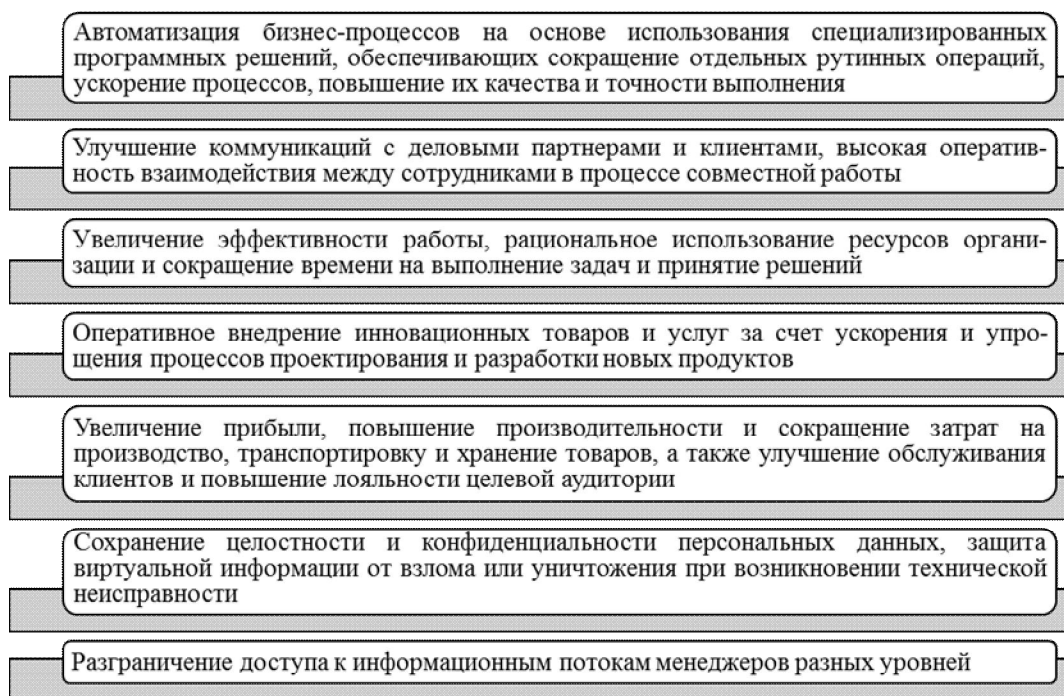 Автоматизация бизнес-процессов на основе использования специализированных
программных решений, обеспечивающих сокращение отдельных рутинных операций,
ускорение процессов, повышение их качества и точности выполнения
Улучшение коммуникаций с деловыми партнерами и клиентами, высокая оператив-
ность взаимодействия между сотрудниками в процессе совместной работы
Увеличение эффективности работы, рациональное использование ресурсов органи-
зации и сокращение времени на выполнение задач и принятие решений
Оперативное внедрение инновационных товаров и услуг за счет ускорения и упро-
щения процессов проектирования и разработки новых продуктов
Увеличение прибыли, повышение производительности и сокращение затрат на
производство, транспортировку и хранение товаров, а также улучшение обслуживания
клиентов и повышение лояльности целевой аудитории
Сохранение целостности и конфиденциальности персональных данных, защита
виртуальной информации от взлома или уничтожения при возникновении технической
неисправности
Разграничение доступа к информационным потокам менеджеров разных уровней